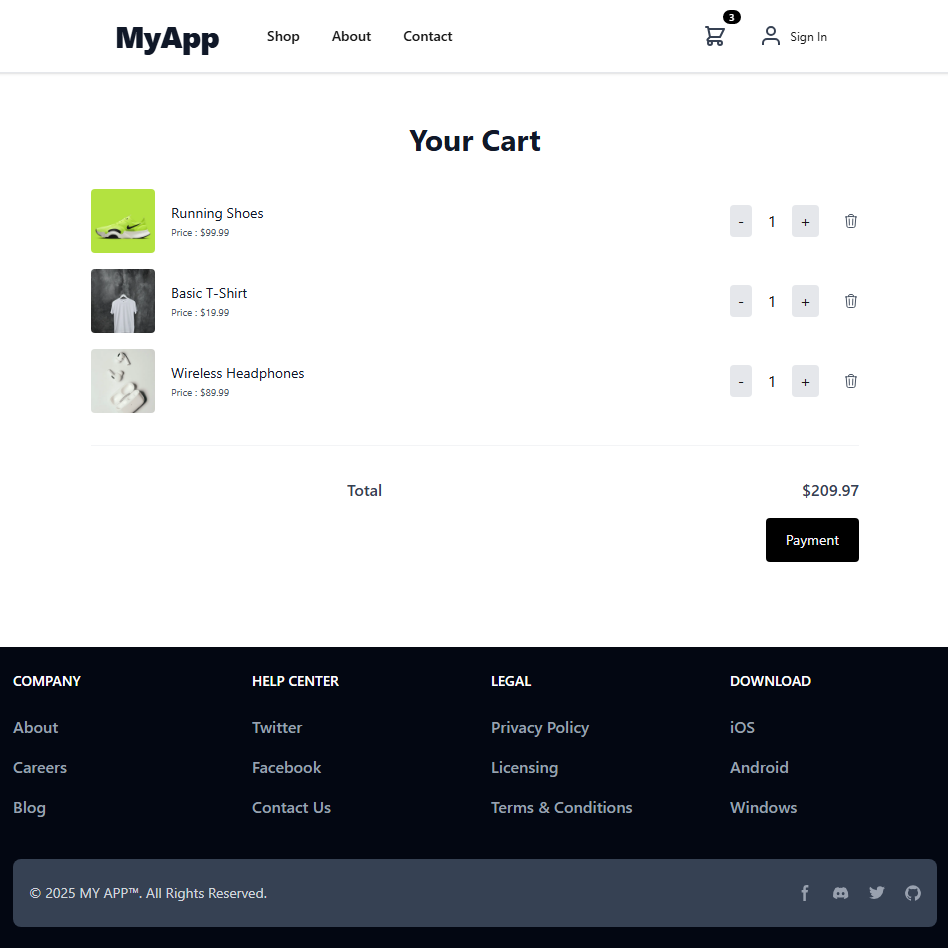 MyApp Shop About Contact 3 Sign In
Your Cart
Running Shoes
Price : $99.99
- 1 +
Basic T-Shirt
Price : $19.99
- 1 +
Wireless Headphones
Price : $89.99
- 1 +
Total $209.97
Payment
COMPANY HELP CENTER LEGAL DOWNLOAD
About Twitter Privacy Policy iOS
Careers Facebook Licensing Android
Blog Contact Us Terms & Conditions Windows
© 2025 MY APP™. All Rights Reserved.